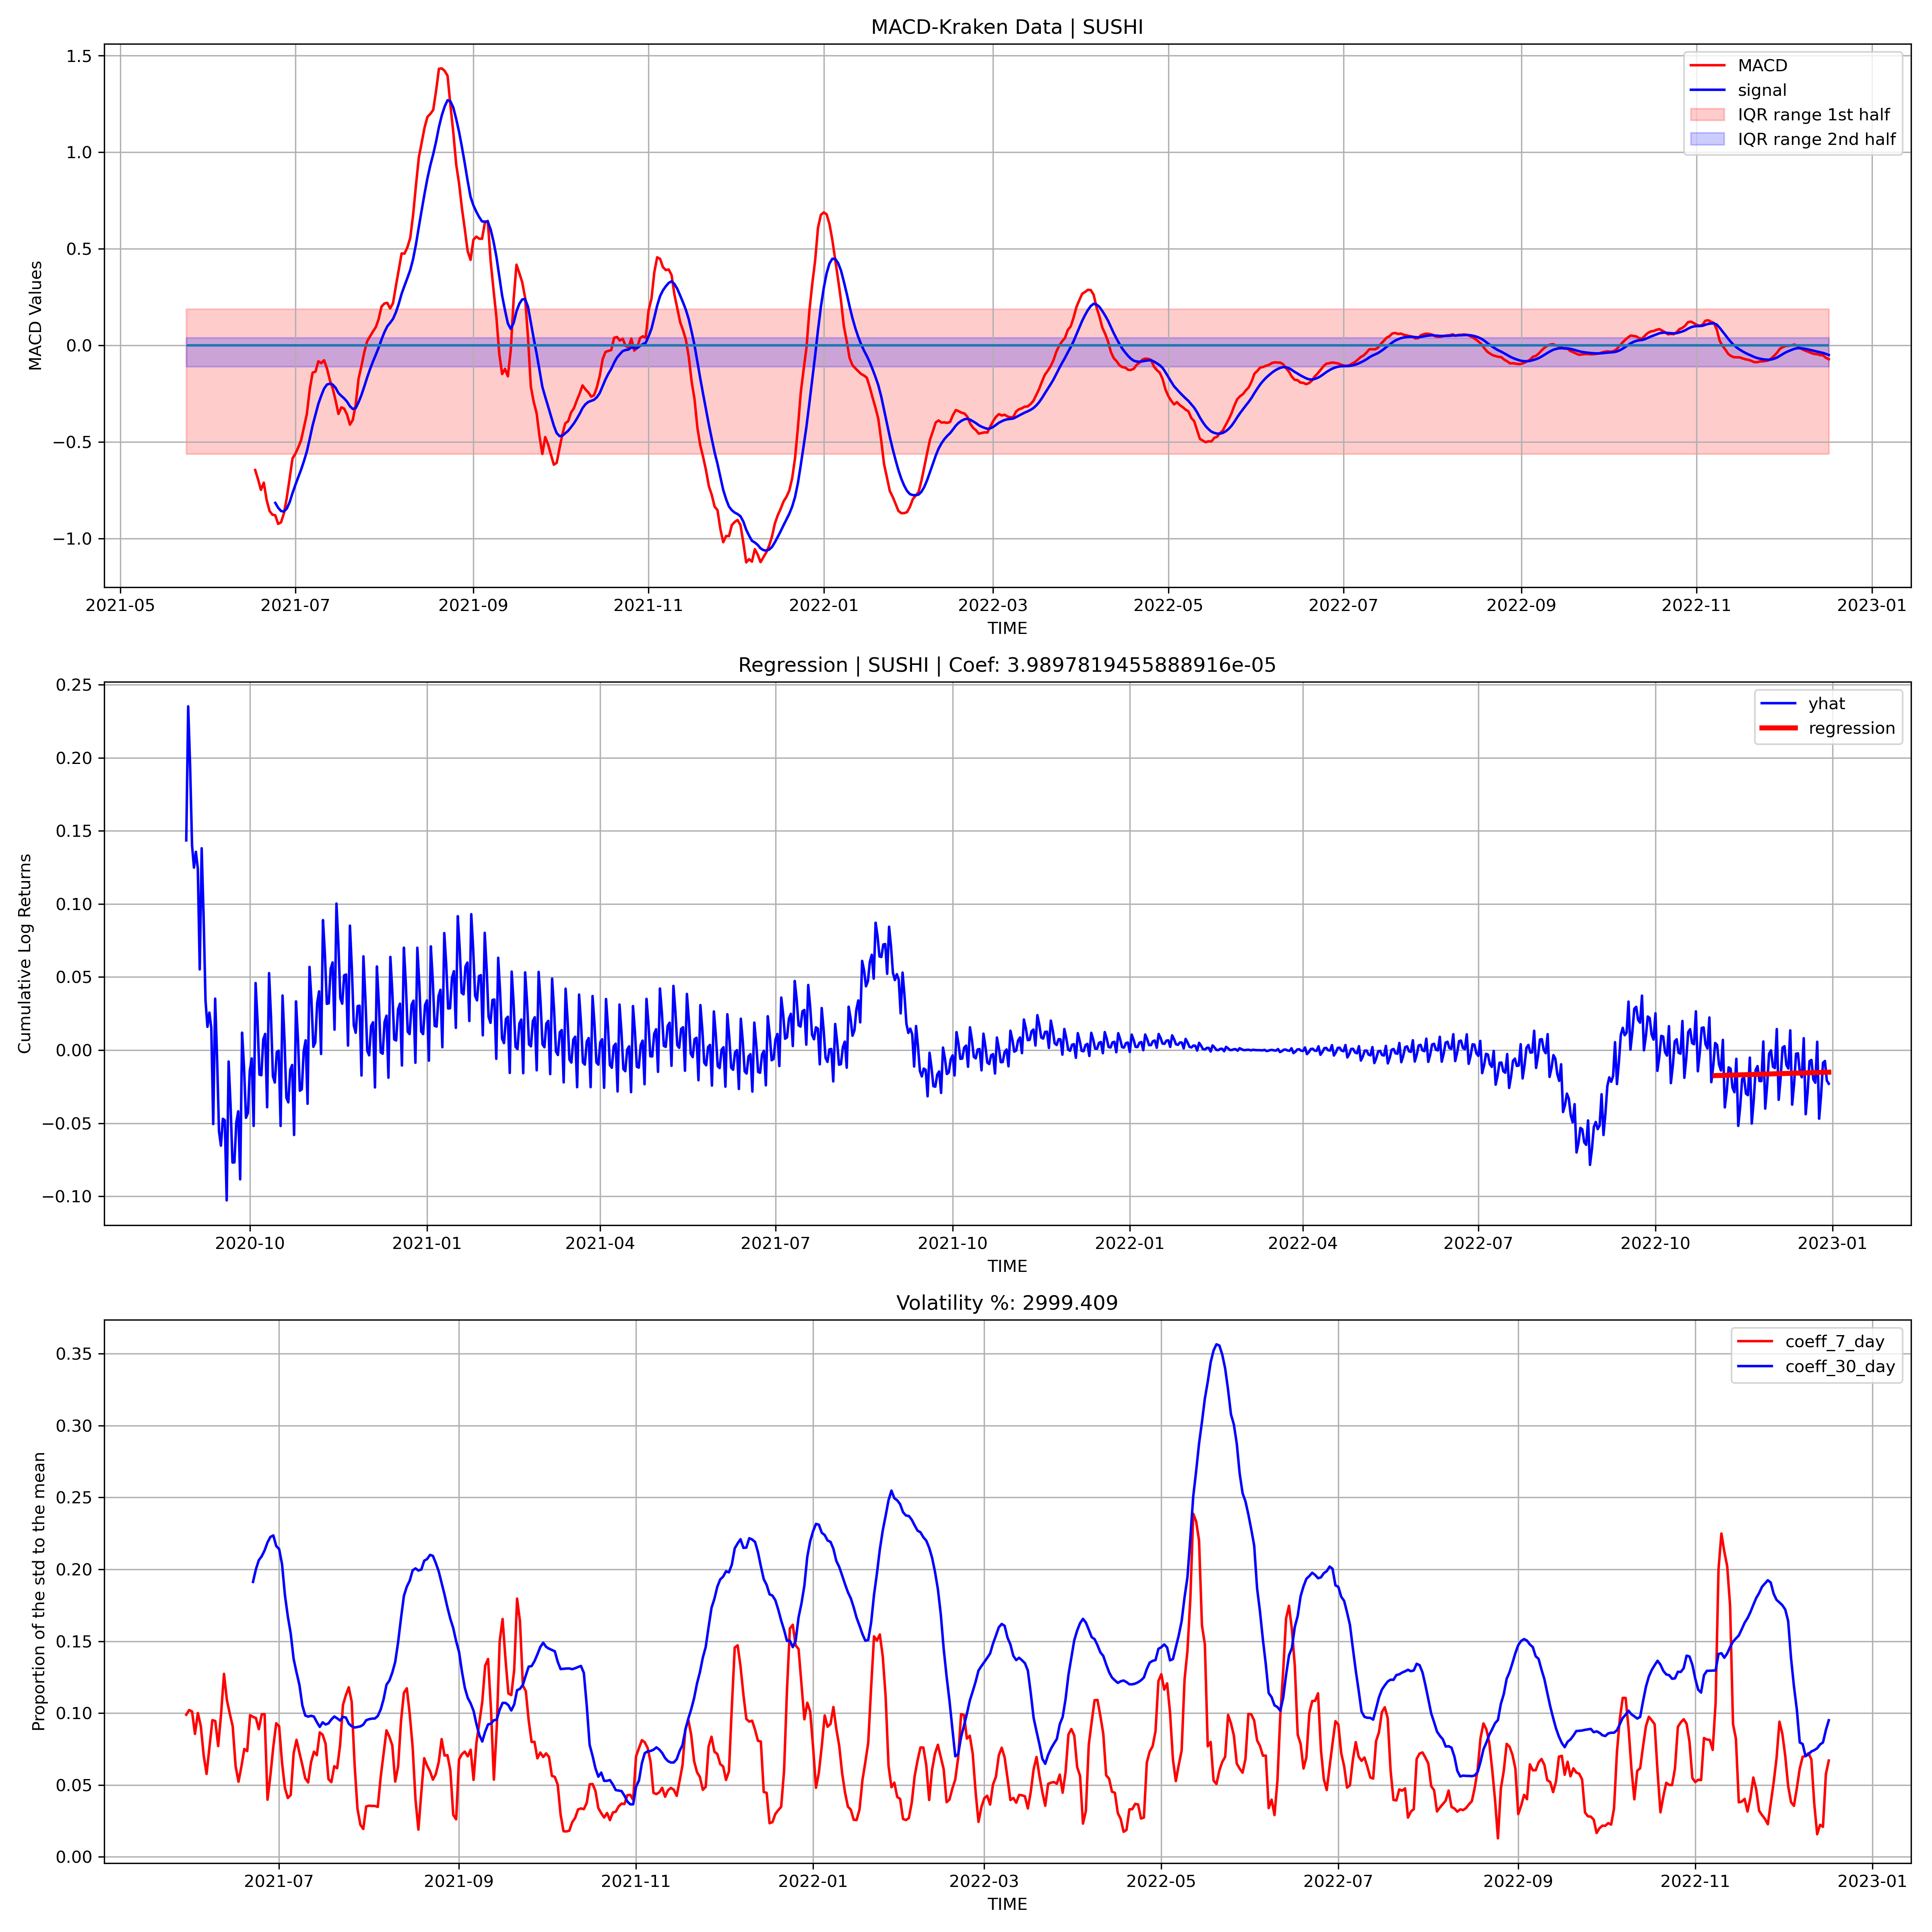 MACD-Kraken Data | SUSHI
MACD Values
1.5
1.0
0.5
0.0
−0.5
−1.0
MACD
signal
IQR range 1st half
IQR range 2nd half
2021-05 2021-07 2021-09 2021-11 2022-01 2022-03 2022-05 2022-07 2022-09 2022-11 2023-01
TIME
Regression | SUSHI | Coef: 3.9897819455888916e-05
Cumulative Log Returns
0.25
0.20
0.15
0.10
0.05
0.00
−0.05
−0.10
yhat
regression
2020-10 2021-01 2021-04 2021-07 2021-10 2022-01 2022-04 2022-07 2022-10 2023-01
TIME
Volatility %: 2999.409
Proportion of the std to the mean
0.35
0.30
0.25
0.20
0.15
0.10
0.05
0.00
coeff_7_day
coeff_30_day
2021-07 2021-09 2021-11 2022-01 2022-03 2022-05 2022-07 2022-09 2022-11 2023-01
TIME